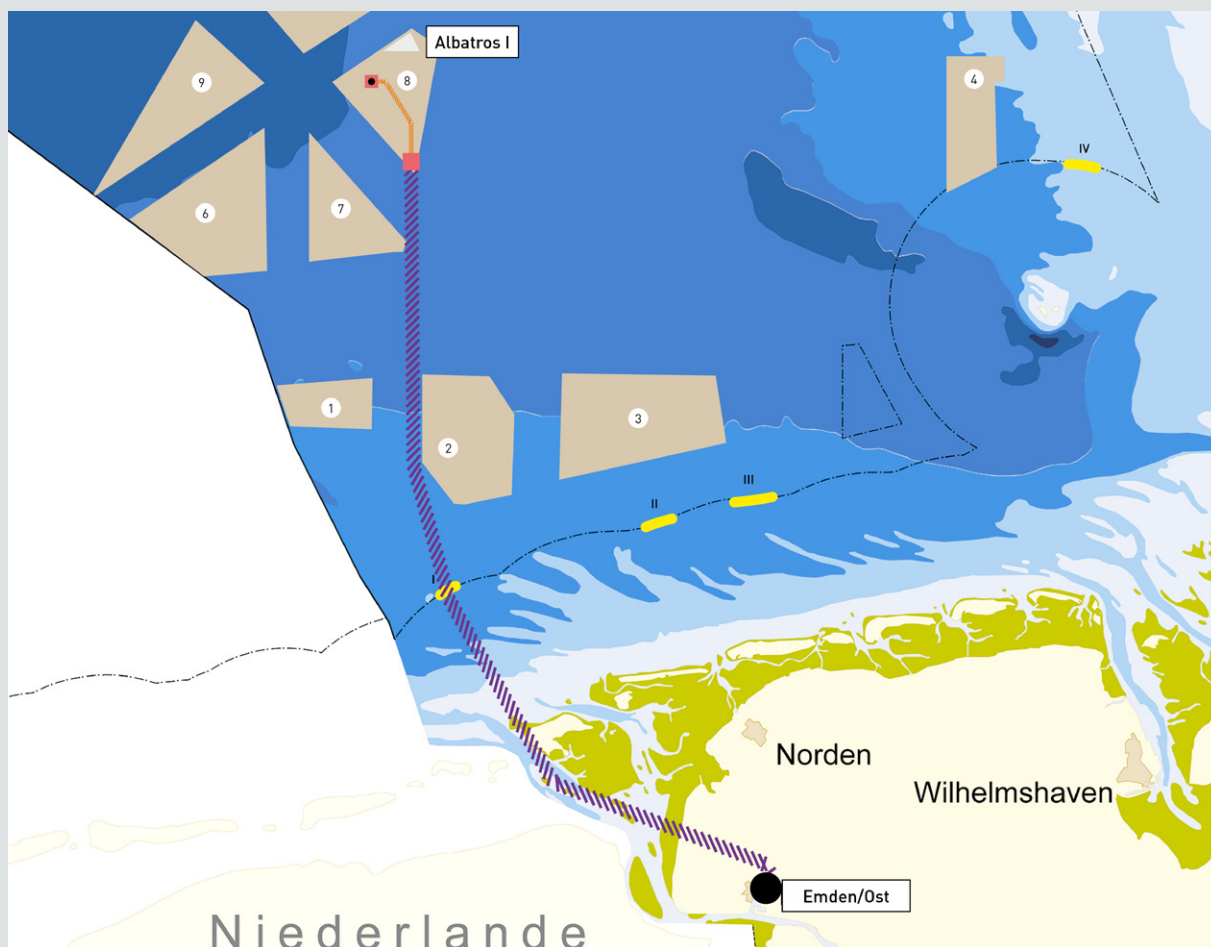 Albatros I
9
8
4
IV
6
7
1
2
3
III
II
I
Norden
Wilhelmshaven
Emden/Ost
Niederlande